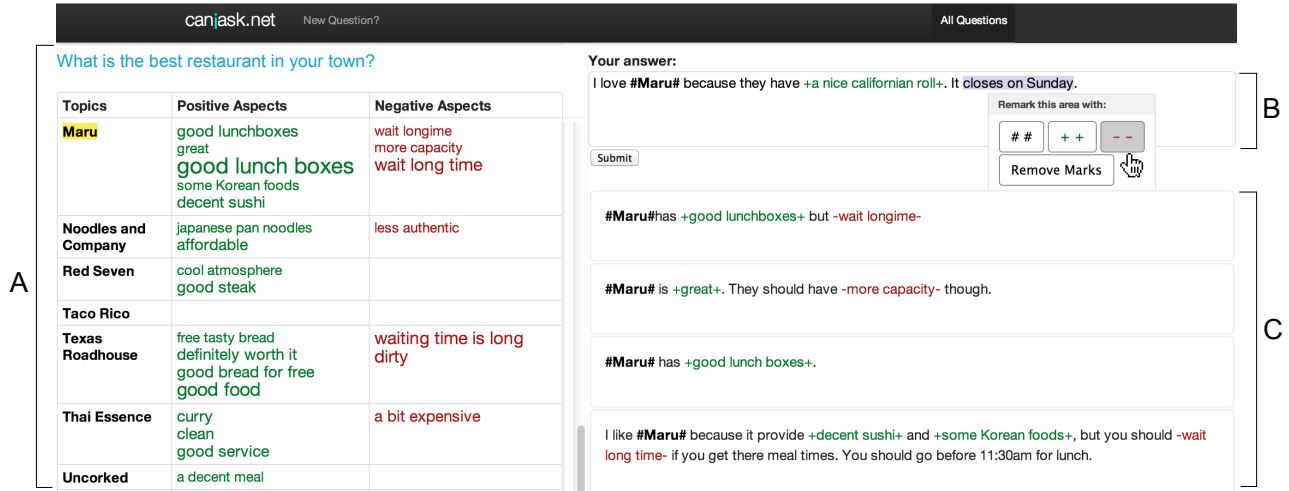 canjask.net New Question? All Questions
A
What is the best restaurant in your town?
Topics Positive Aspects Negative Aspects
Maru good lunchboxes wait longime
great more capacity
good lunch boxes wait long time
some Korean foods
decent sushi
Noodles and japanese pan noodles less authentic
Company affordable
Red Seven cool atmosphere
good steak
Taco Rico
Texas free tasty bread waiting time is long
Roadhouse definitely worth it dirty
good bread for free
good food
Thai Essence curry a bit expensive
clean
good service
Uncorked a decent meal
Your answer:
I love #Maru# because they have +a nice californian roll+. It closes on Sunday.
Remark this area with:
# # + + - -
Remove Marks
Submit
B
#Maru#has +good lunchboxes+ but -wait longime-
#Maru# is +great+. They should have -more capacity- though.
#Maru# has +good lunch boxes+.
I like #Maru# because it provide +decent sushi+ and +some Korean foods+, but you should -wait
long time- if you get there meal times. You should go before 11:30am for lunch.
C